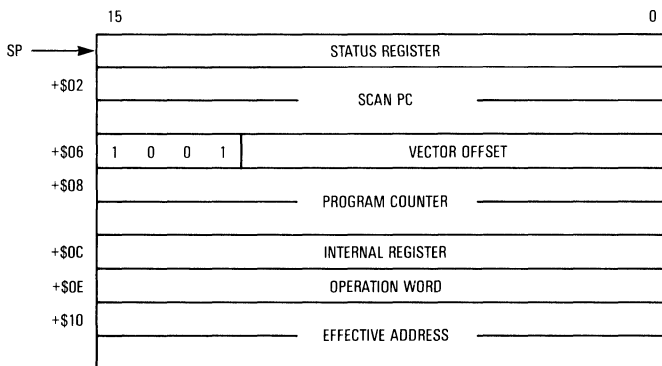 15 0
SP STATUS REGISTER
+$02 SCAN PC
+$06 1 0 0 1 VECTOR OFFSET
+$08 PROGRAM COUNTER
+$0C INTERNAL REGISTER
+$0E OPERATION WORD
+$10 EFFECTIVE ADDRESS